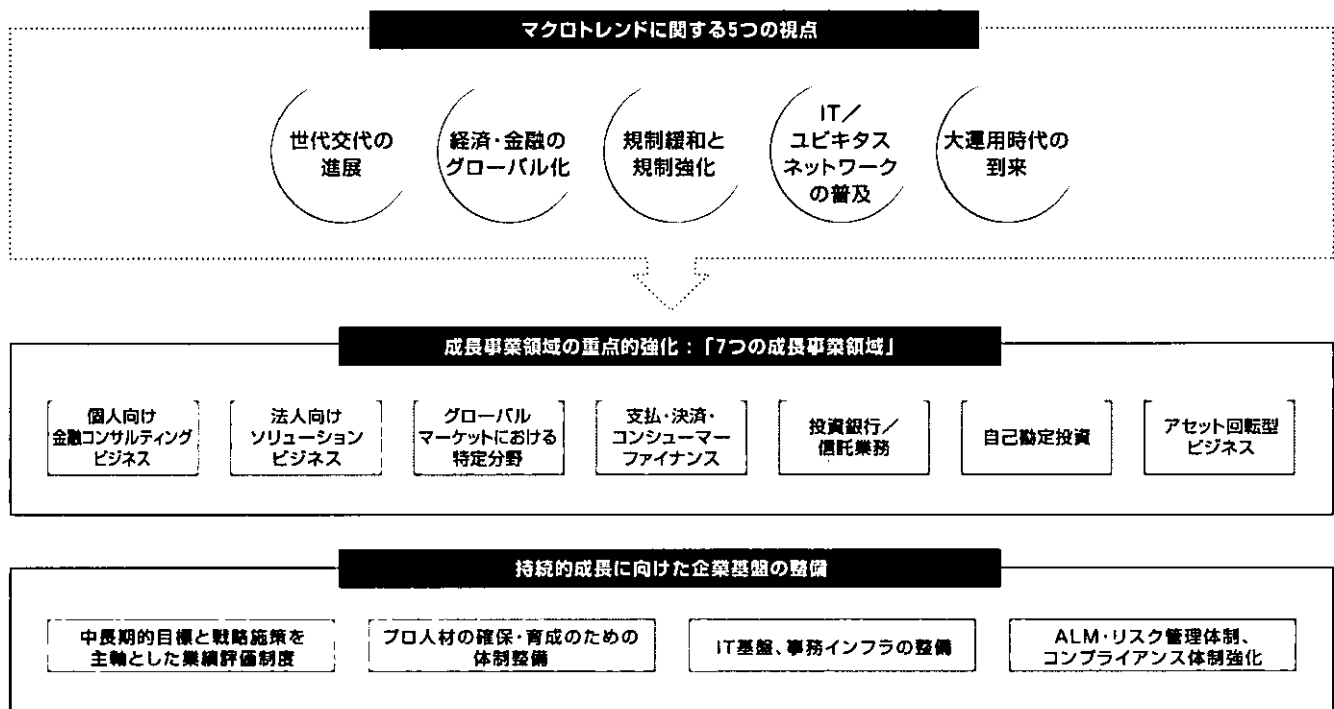 マクロトレンドに関する5つの視点
世代交代の
進展
経済・金融の
グローバル化
規制緩和と
規制強化
IT／
ユビキタス
ネットワーク
の普及
大運用時代の
到来
成長事業領域の重点的強化：「7つの成長事業領域」
個人向け
金融コンサルティング
ビジネス
法人向け
ソリューション
ビジネス
グローバル
マーケットにおける
特定分野
支払・決済・
コンシューマー
ファイナンス
投資銀行／
信託業務
自己勘定投資
アセット回転型
ビジネス
持続的成長に向けた企業基盤の整備
中長期的目標と戦略施策を
主軸とした業績評価制度
プロ人材の確保・育成のための
体制整備
IT基盤、事務インフラの整備
ALM・リスク管理体制、
コンプライアンス体制強化